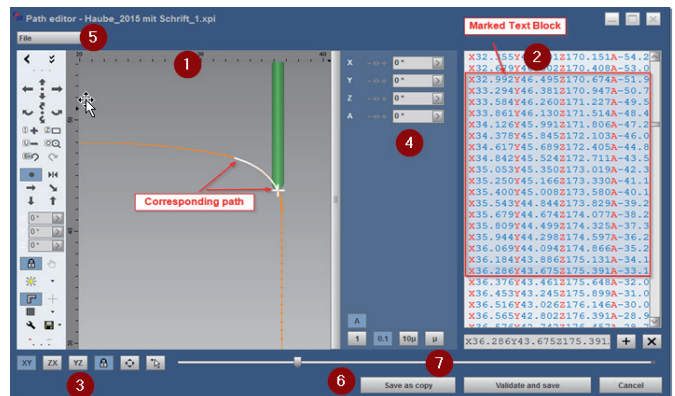 Path editor - Haube_2015 mit Schrift_1.xpi
Marked Text Block
File
5
1
2
3
4
6
7
20
30
40
X
0°
Y
0°
Z
0°
A
0°
Corresponding path
0°
0°
0°
A
1
0.1
10µ
µ
X32.992Y46.495Z170.674A-51.0
X33.294Y46.381Z170.947A-50.7
X33.584Y46.260Z171.227A-49.5
X33.861Y46.130Z171.514A-48.4
X34.126Y45.991Z171.806A-47.2
X34.378Y45.845Z172.103A-46.0
X34.617Y45.689Z172.405A-44.8
X34.842Y45.524Z172.711A-43.5
X35.053Y45.350Z173.019A-42.3
X35.250Y45.166Z173.330A-41.1
X35.400Y45.008Z173.580A-40.1
X35.543Y44.844Z173.829A-39.2
X35.679Y44.674Z174.077A-38.2
X35.809Y44.499Z174.325A-37.3
X35.944Y44.298Z174.597A-36.2
X36.069Y44.094Z174.866A-35.2
X36.184Y43.886Z175.131A-34.1
X36.286Y43.675Z175.391A-33.1
X36.376Y43.461Z175.648A-32.0
X36.453Y43.245Z175.899A-31.0
X36.516Y43.026Z176.146A-30.0
X36.565Y42.802Z176.391A-28.9
X36.286Y43.675Z175.391
XY
ZX
YZ
Save as copy
Validate and save
Cancel